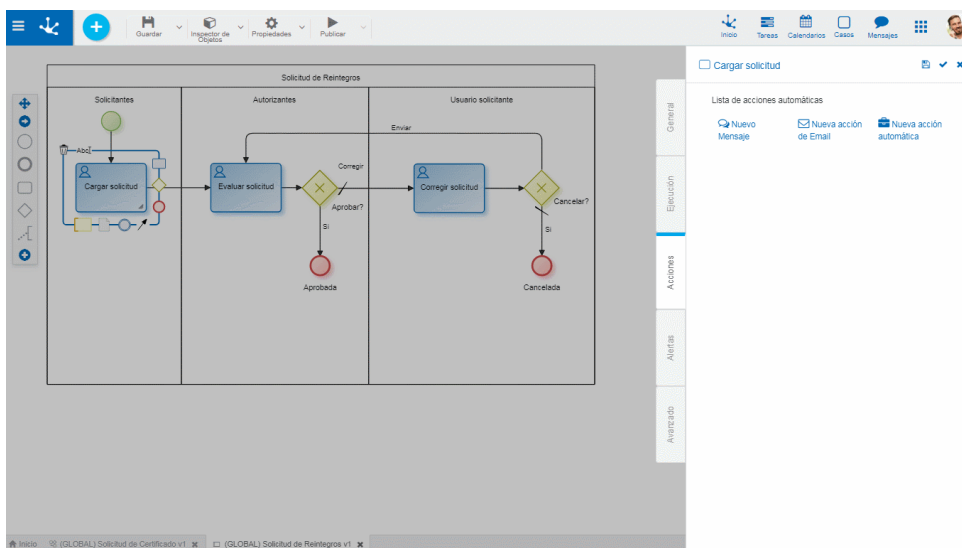 Guardar
Inspector de
Objetos
Propiedades
Publicar
Inicio
Tareas
Calendarios
Casos
Mensajes
Solicitud de Reintegros
Solicitantes
Autorizantes
Usuario solicitante
Abc
Enviar
Cargar solicitud
Evaluar solicitud
Corregir
Aprobar?
Corregir solicitud
Cancelar?
Si
Si
Aprobada
Cancelada
General
Ejecución
Acciones
Alertas
Avanzado
Cargar solicitud
Lista de acciones automáticas
Nuevo
Mensaje
Nueva acción
de Email
Nueva acción
automática
Inicio
(GLOBAL) Solicitud de Certificado v1
(GLOBAL) Solicitud de Reintegros v1